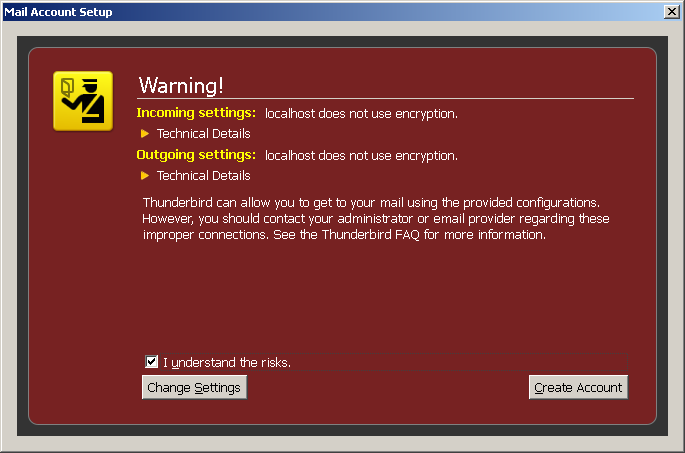 Mail Account Setup
Warning!
Incoming settings: localhost does not use encryption.
Technical Details
Outgoing settings: localhost does not use encryption.
Technical Details
Thunderbird can allow you to get to your mail using the provided configurations.
However, you should contact your administrator or email provider regarding these
improper connections. See the Thunderbird FAQ for more information.
I understand the risks.
Change Settings
Create Account